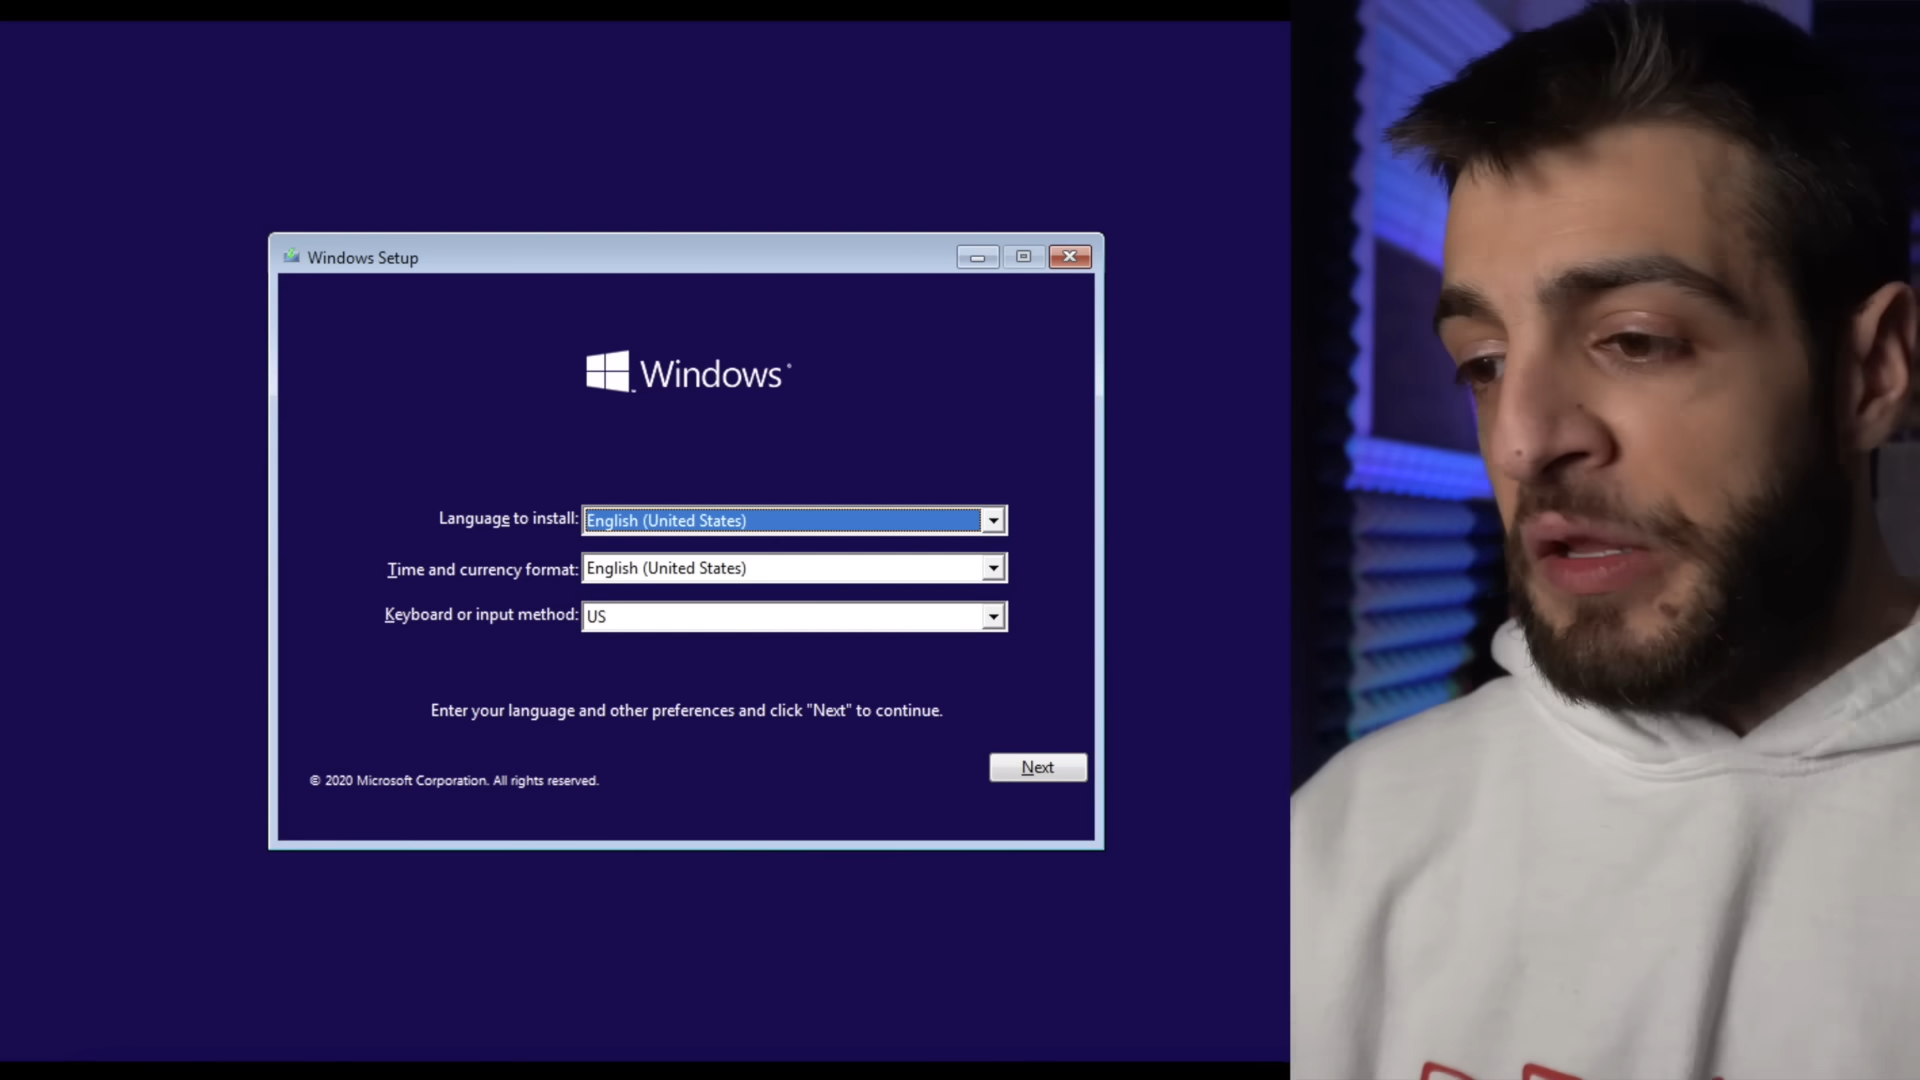 Windows Setup
Windows
Language to install: English (United States)
Time and currency format: English (United States)
Keyboard or input method: US
Enter your language and other preferences and click "Next" to continue.
Next
© 2020 Microsoft Corporation. All rights reserved.